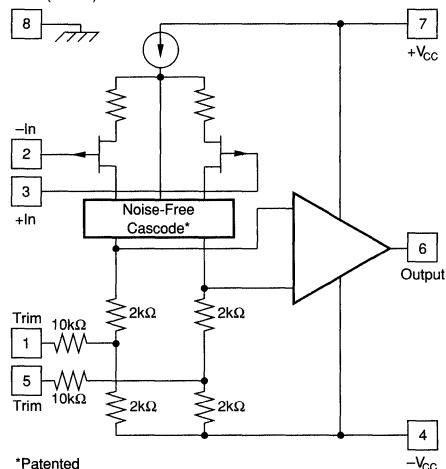 8
7
+VCC
–In
2
3
+In
Noise-Free
Cascode*
6
Output
2kΩ
2kΩ
Trim
10kΩ
1
5
10kΩ
Trim
2kΩ
2kΩ
4
–VCC
*Patented